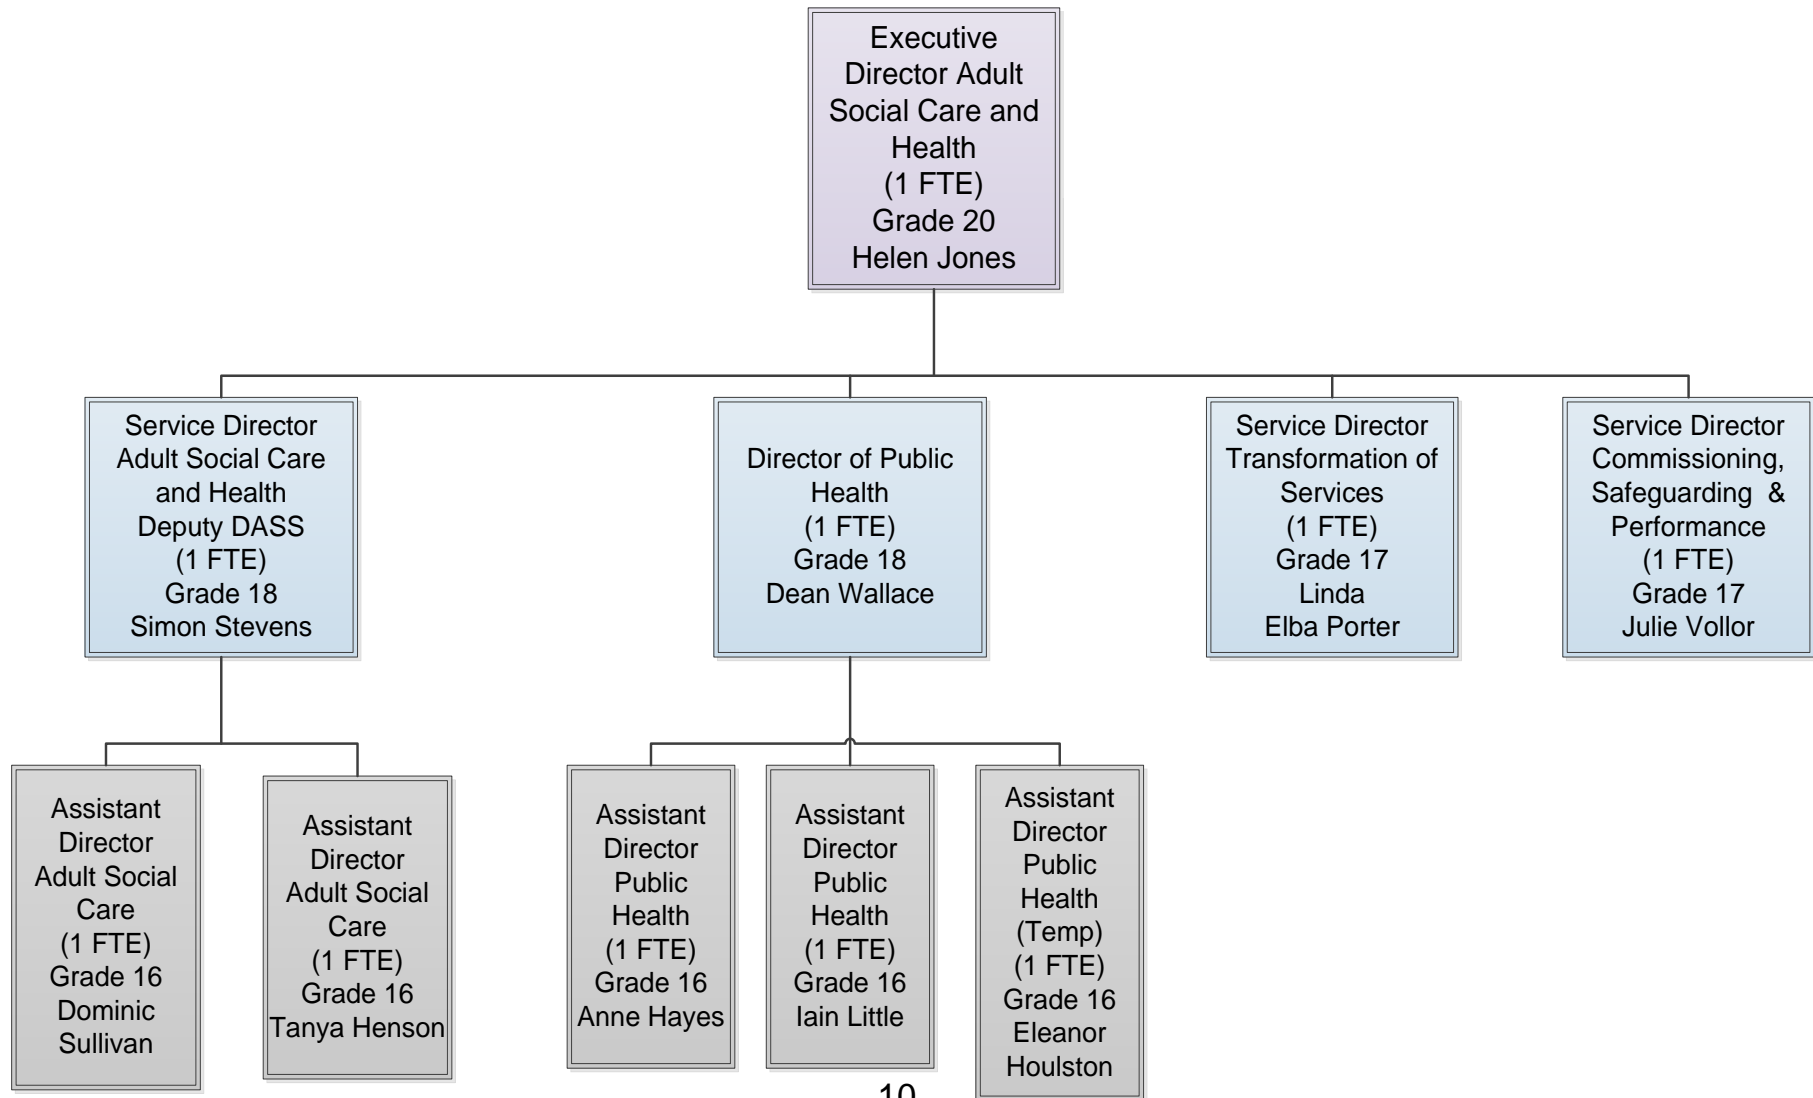 Executive
Director Adult
Social Care and
Health
(1 FTE)
Grade 20
Helen Jones
Service Director
Adult Social Care
and Health
Deputy DASS
(1 FTE)
Grade 18
Simon Stevens
Director of Public
Health
(1 FTE)
Grade 18
Dean Wallace
Service Director
Transformation of
Services
(1 FTE)
Grade 17
Linda
Elba Porter
Service Director
Commissioning,
Safeguarding &
Performance
(1 FTE)
Grade 17
Julie Vollor
Assistant
Director
Adult Social
Care
(1 FTE)
Grade 16
Dominic
Sullivan
Assistant
Director
Adult Social
Care
(1 FTE)
Grade 16
Tanya Henson
Assistant
Director
Public
Health
(1 FTE)
Grade 16
Anne Hayes
Assistant
Director
Public
Health
(1 FTE)
Grade 16
Iain Little
Assistant
Director
Public
Health
(Temp)
(1 FTE)
Grade 16
Eleanor
Houlston
10